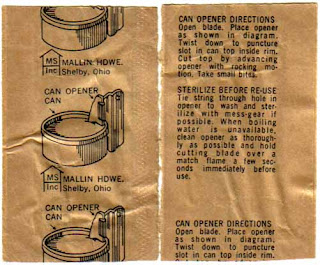 MS
Inc
MALLIN HDWE.
Shelby, Ohio
CAN OPENER
CAN
MS
Inc
MALLIN HDWE.
Shelby, Ohio
CAN OPENER
CAN
CAN OPENER DIRECTIONS
Open blade. Place opener
as shown in diagram.
Twist down to puncture
slot in can top inside rim.
Cut top by advancing
opener with rocking mo-
tion. Take small bites.
STERILIZE BEFORE RE-USE
Tie string through hole in
opener to wash and ster-
ilize with mess-gear if
possible. When boiling
water is unavailable,
clean opener as thorough-
ly as possible and hold
cutting blade over a
match flame a few sec-
onds immediately before
use.
CAN OPENER DIRECTIONS
Open blade. Place opener
as shown in diagram.
Twist down to puncture
slot in can top inside rim.